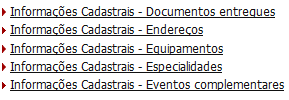 Informações Cadastrais - Documentos entregues
Informações Cadastrais - Endereços
Informações Cadastrais - Equipamentos
Informações Cadastrais - Especialidades
Informações Cadastrais - Eventos complementares